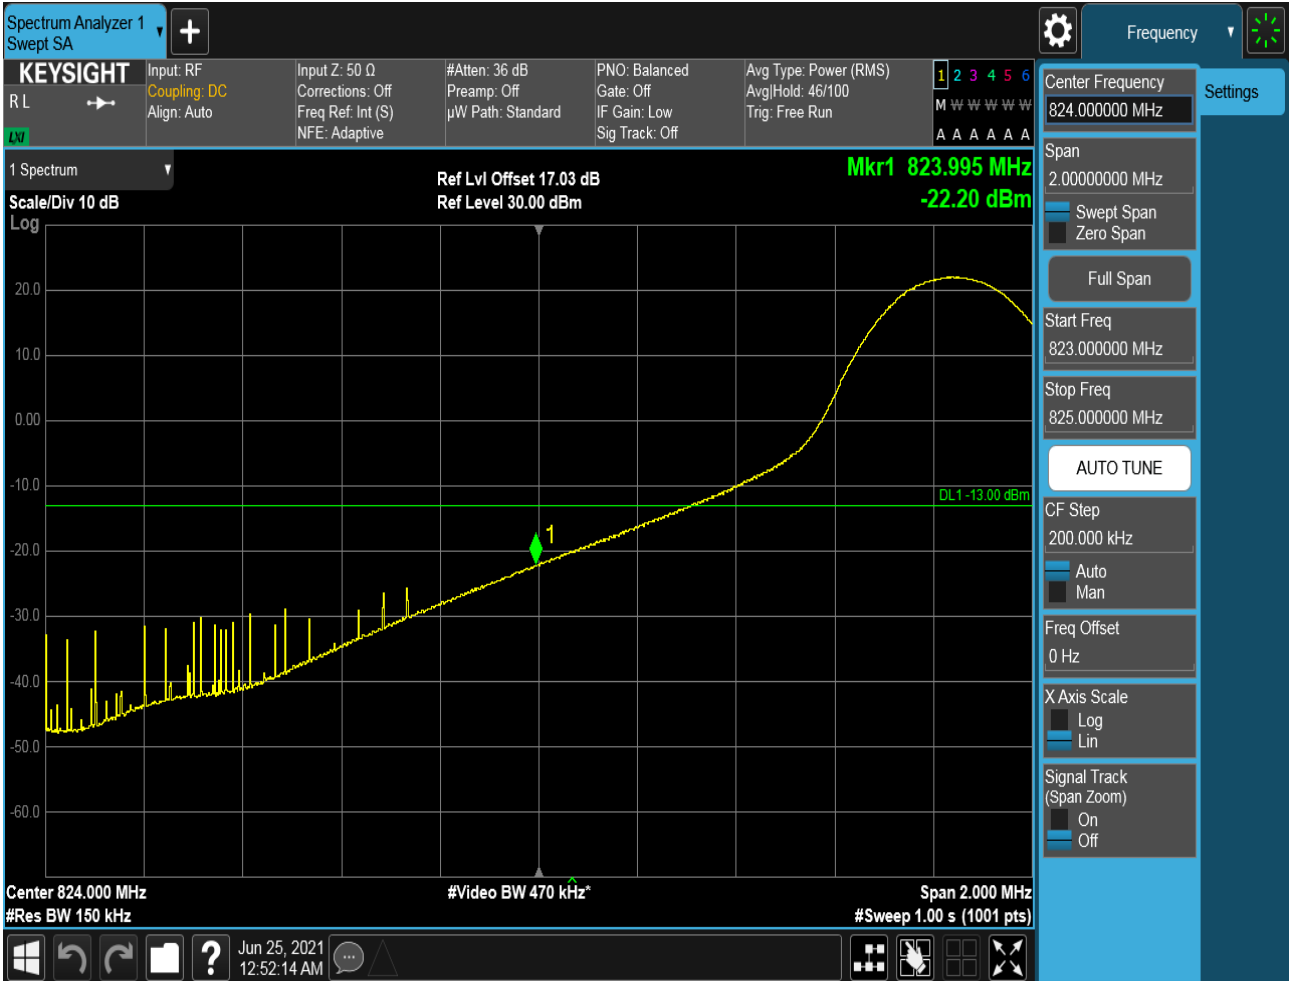 Spectrum Analyzer 1
Swept SA
+
Frequency
KEYSIGHT
R L
LXI
Input: RF
Coupling: DC
Align: Auto
Input Z: 50 Ω
Corrections: Off
Freq Ref: Int (S)
NFE: Adaptive
#Atten: 36 dB
Preamp: Off
µW Path: Standard
PNO: Balanced
Gate: Off
IF Gain: Low
Sig Track: Off
Avg Type: Power (RMS)
Avg|Hold: 46/100
Trig: Free Run
1 2 3 4 5 6
M W W W W W
A A A A A A
1 Spectrum
Scale/Div 10 dB
Log
Ref Lvl Offset 17.03 dB
Ref Level 30.00 dBm
Mkr1 823.995 MHz
-22.20 dBm
20.0
10.0
0.00
-10.0
-20.0
-30.0
-40.0
-50.0
-60.0
DL1 -13.00 dBm
1
Center 824.000 MHz
#Res BW 150 kHz
#Video BW 470 kHz*
Span 2.000 MHz
#Sweep 1.00 s (1001 pts)
Center Frequency
824.000000 MHz
Settings
Span
2.00000000 MHz
Swept Span
Zero Span
Full Span
Start Freq
823.000000 MHz
Stop Freq
825.000000 MHz
AUTO TUNE
CF Step
200.000 kHz
Auto
Man
Freq Offset
0 Hz
X Axis Scale
Log
Lin
Signal Track
(Span Zoom)
On
Off
?
Jun 25, 2021
12:52:14 AM